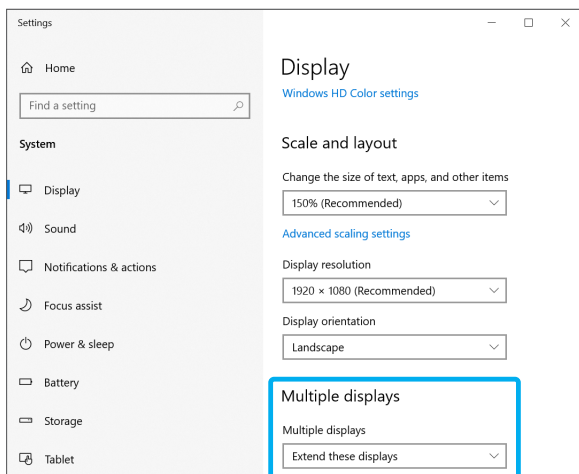 Settings
Home
Find a setting
System
Display
Sound
Notifications & actions
Focus assist
Power & sleep
Battery
Storage
Tablet
Display
Windows HD Color settings
Scale and layout
Change the size of text, apps, and other items
150% (Recommended)
Advanced scaling settings
Display resolution
1920 × 1080 (Recommended)
Display orientation
Landscape
Multiple displays
Multiple displays
Extend these displays